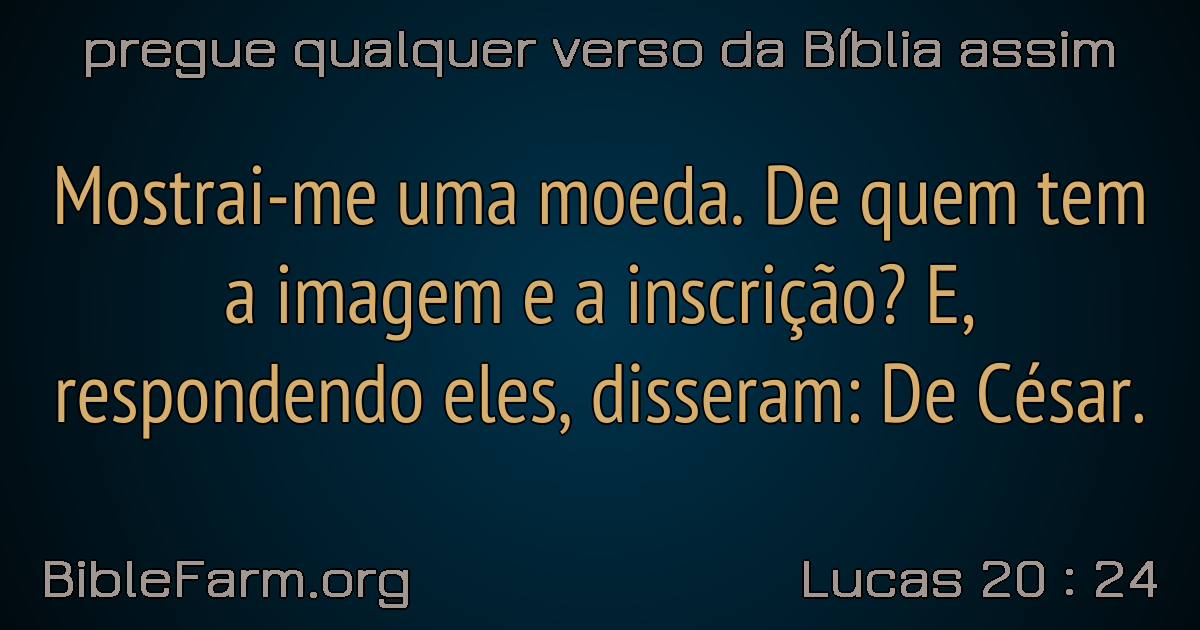 pregue qualquer verso da Bíblia assim
Mostrai-me uma moeda. De quem tem
a imagem e a inscrição? E,
respondendo eles, disseram: De César.
BibleFarm.org
Lucas 20 : 24